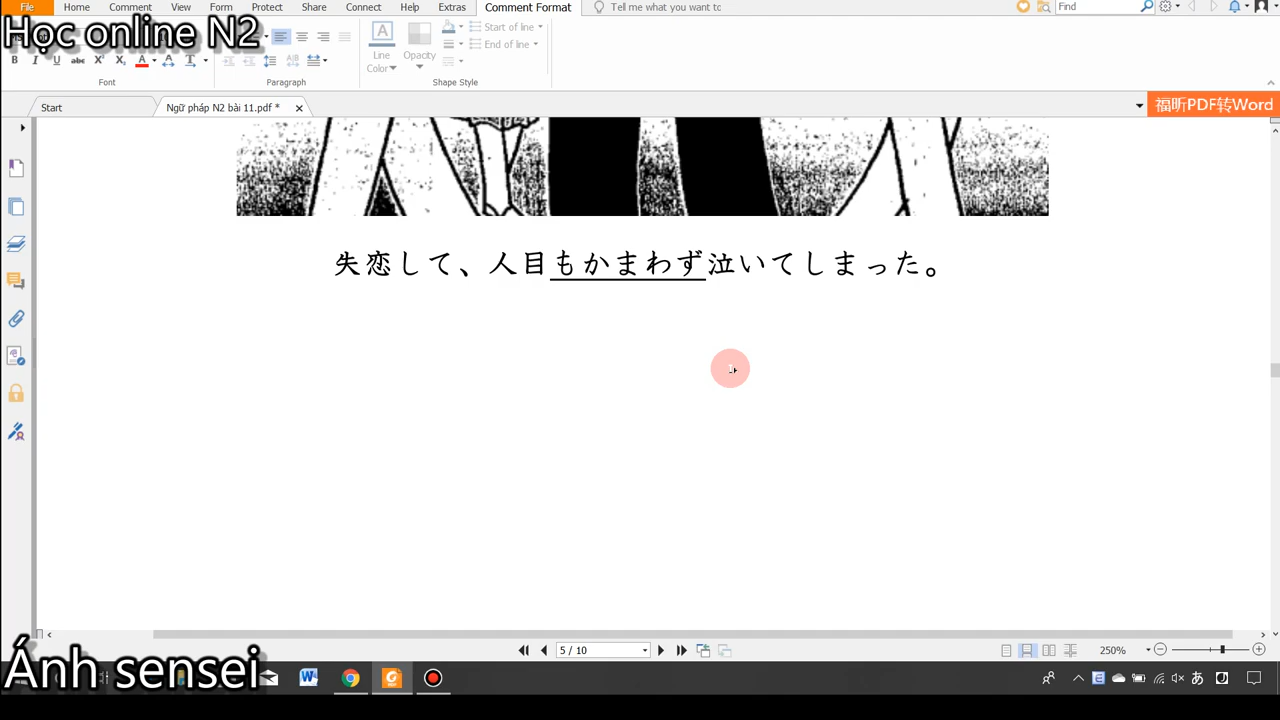 File Home Comment View Form Protect Share Connect Help Extras Comment Format Tell me what you want to Find
Học online N2
Start of line
End of line
Line Color Opacity
Font Paragraph Shape Style
Start Ngữ pháp N2 bài 11.pdf * 福昕PDF转Word
失恋して、人目もかまわず泣いてしまった。
5 / 10 250%
Ánh sensei